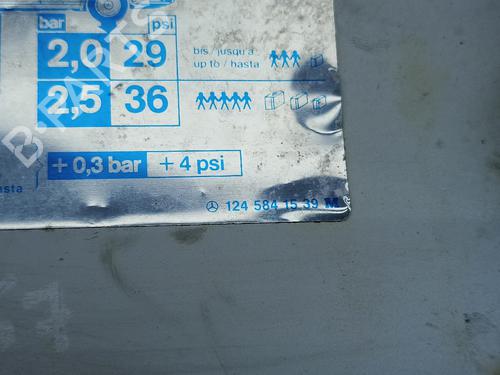 bar psi
2,0 29 bis/jusqu'à
up to/hasta
2,5 36
+ 0,3 bar + 4 psi
asta
124 584 15 39 M
B-PARTS